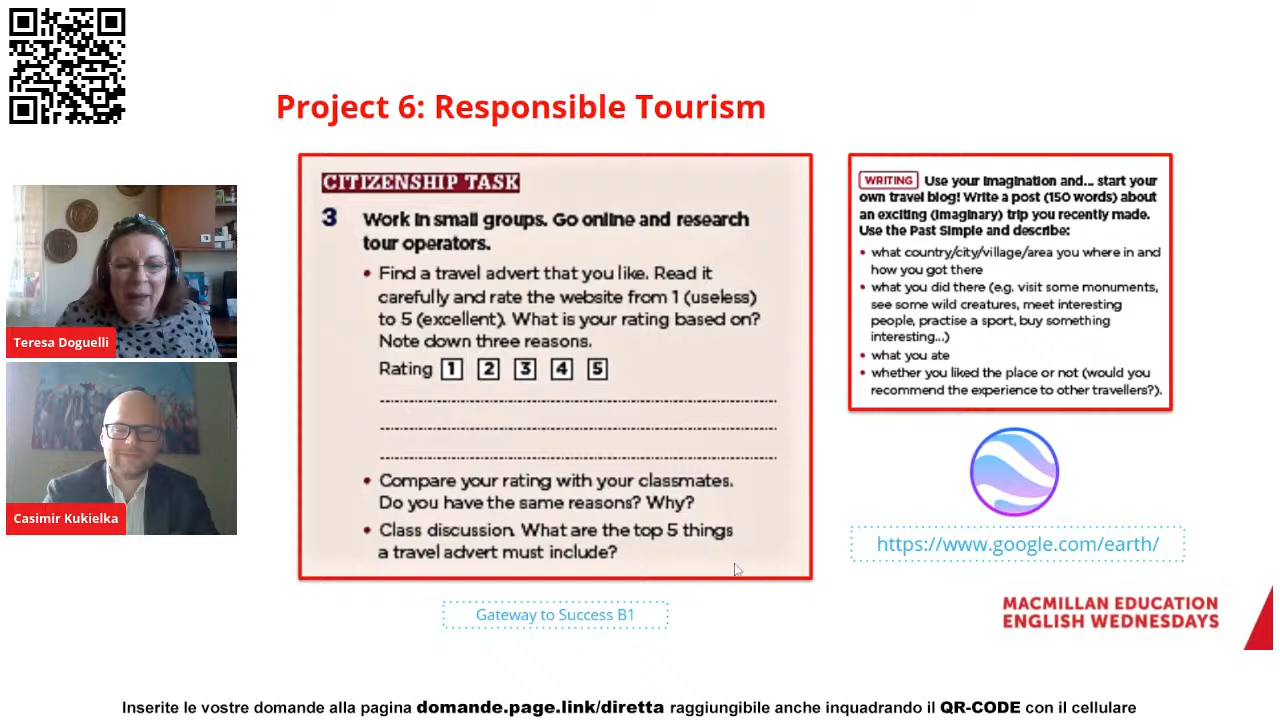 Project 6: Responsible Tourism
CITIZENSHIP TASK
3 Work in small groups. Go online and research
tour operators.
• Find a travel advert that you like. Read it
carefully and rate the website from 1 (useless)
to 5 (excellent). What is your rating based on?
Note down three reasons.
Rating 1 2 3 4 5
• Compare your rating with your classmates.
Do you have the same reasons? Why?
• Class discussion. What are the top 5 things
a travel advert must include?
Gateway to Success B1
WRITING Use your imagination and... start your
own travel blog! Write a post (150 words) about
an exciting (imaginary) trip you recently made.
Use the Past Simple and describe:
• what country/city/village/area you where in and
how you got there
• what you did there (e.g. visit some monuments,
see some wild creatures, meet interesting
people, practise a sport, buy something
interesting...)
• what you ate
• whether you liked the place or not (would you
recommend the experience to other travellers?).
https://www.google.com/earth/
MACMILLAN EDUCATION
ENGLISH WEDNESDAYS
Teresa Doguelli
Casimir Kukielka
Inserite le vostre domande alla pagina domande.page.link/diretta raggiungibile anche inquadrando il QR-CODE con il cellulare